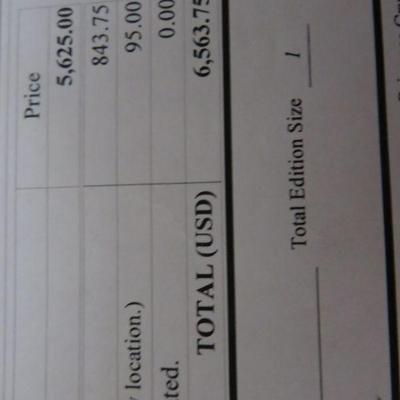 Price
5,625.00
843.75
location.) 95.00
0.00
TOTAL (USD) 6,563.75
Total Edition Size 1